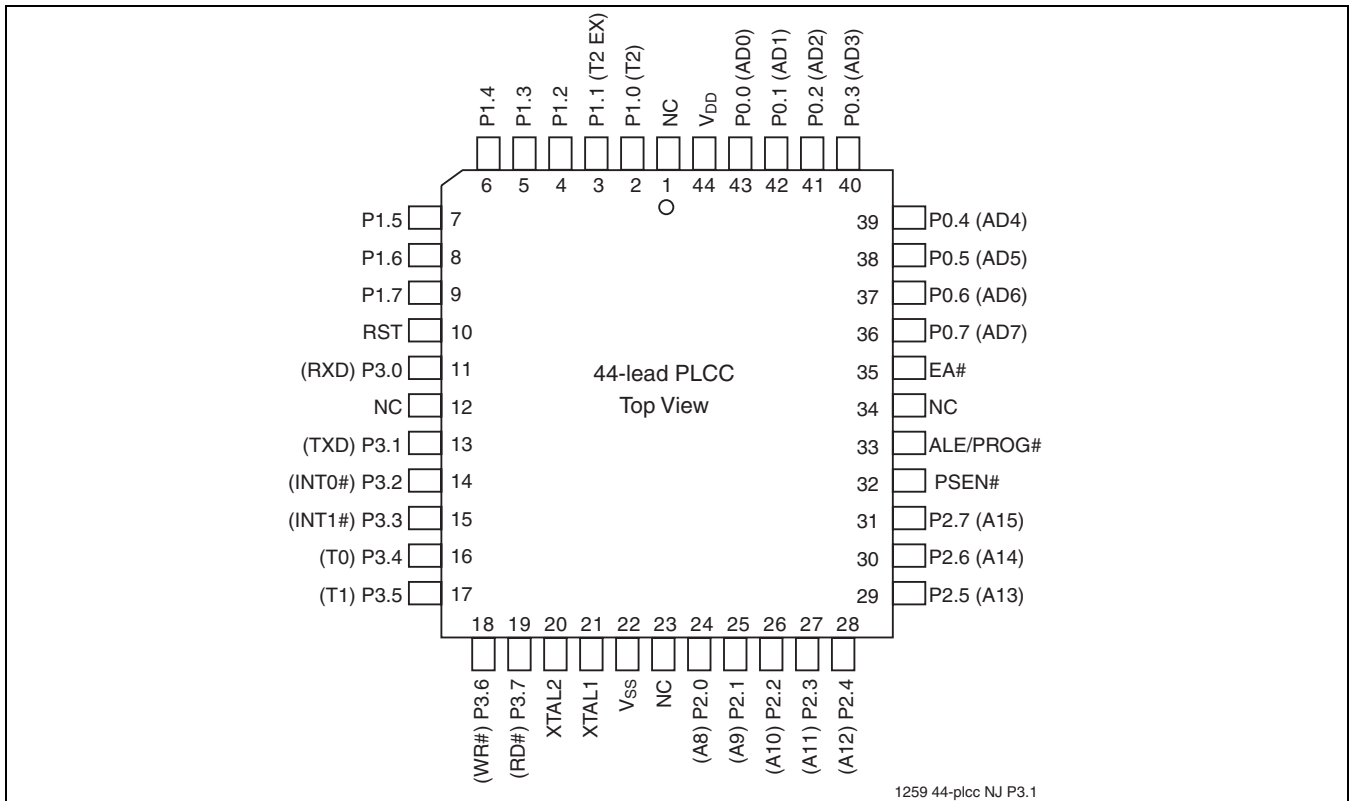 P1.4
P1.3
P1.2
P1.1 (T2 EX)
P1.0 (T2)
NC
VDD
P0.0 (AD0)
P0.1 (AD1)
P0.2 (AD2)
P0.3 (AD3)
6 5 4 3 2 1 44 43 42 41 40
P1.5 7
P1.6 8
P1.7 9
RST 10
(RXD) P3.0 11
NC 12
(TXD) P3.1 13
(INT0#) P3.2 14
(INT1#) P3.3 15
(T0) P3.4 16
(T1) P3.5 17
44-lead PLCC
Top View
39 P0.4 (AD4)
38 P0.5 (AD5)
37 P0.6 (AD6)
36 P0.7 (AD7)
35 EA#
34 NC
33 ALE/PROG#
32 PSEN#
31 P2.7 (A15)
30 P2.6 (A14)
29 P2.5 (A13)
18 19 20 21 22 23 24 25 26 27 28
(WR#) P3.6
(RD#) P3.7
XTAL2
XTAL1
VSS
NC
(A8) P2.0
(A9) P2.1
(A10) P2.2
(A11) P2.3
(A12) P2.4
1259 44-plcc NJ P3.1